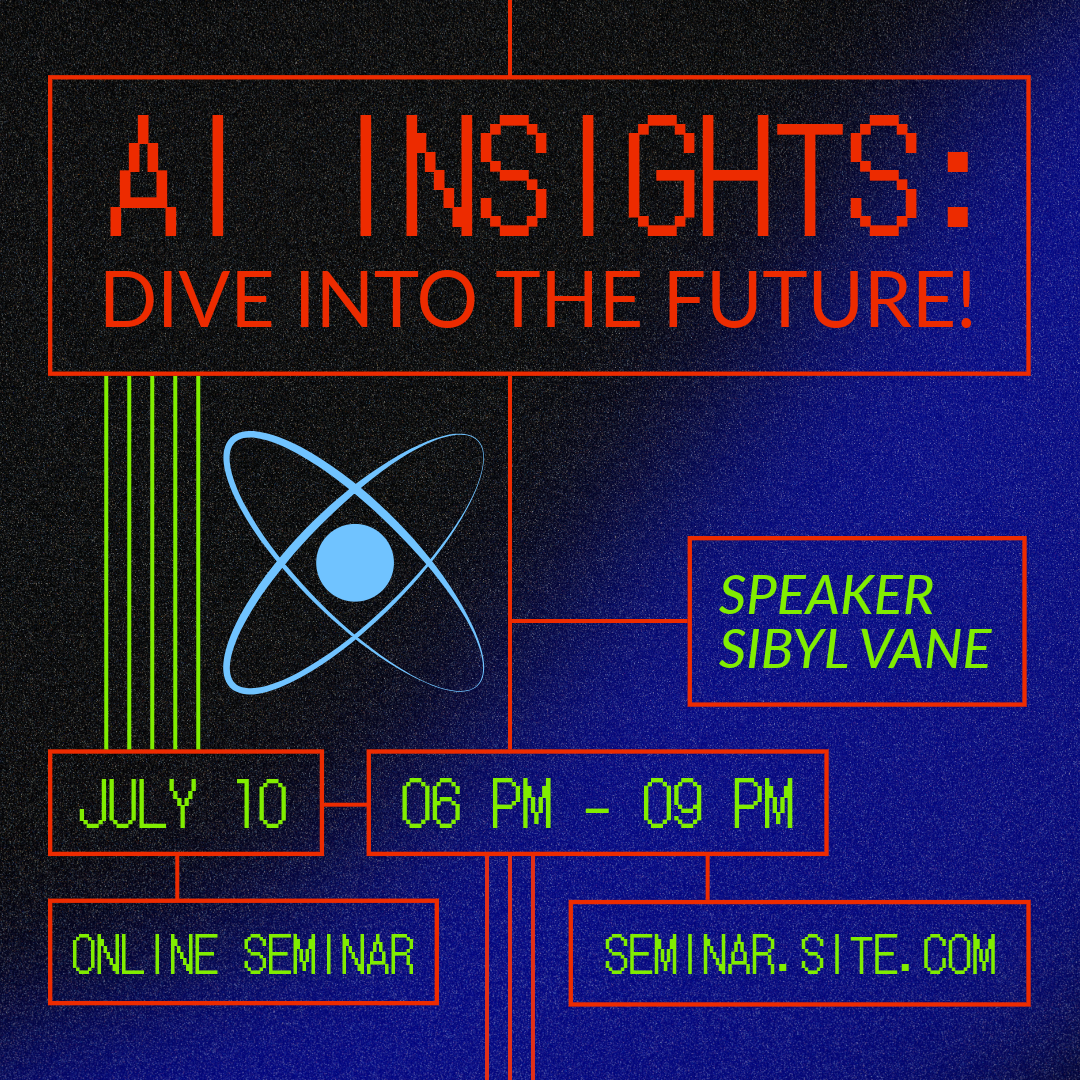 AI INSIGHTS:
DIVE INTO THE FUTURE!
SPEAKER
SIBYL VANE
JULY 10
06 PM - 09 PM
ONLINE SEMINAR
SEMINAR.SITE.COM